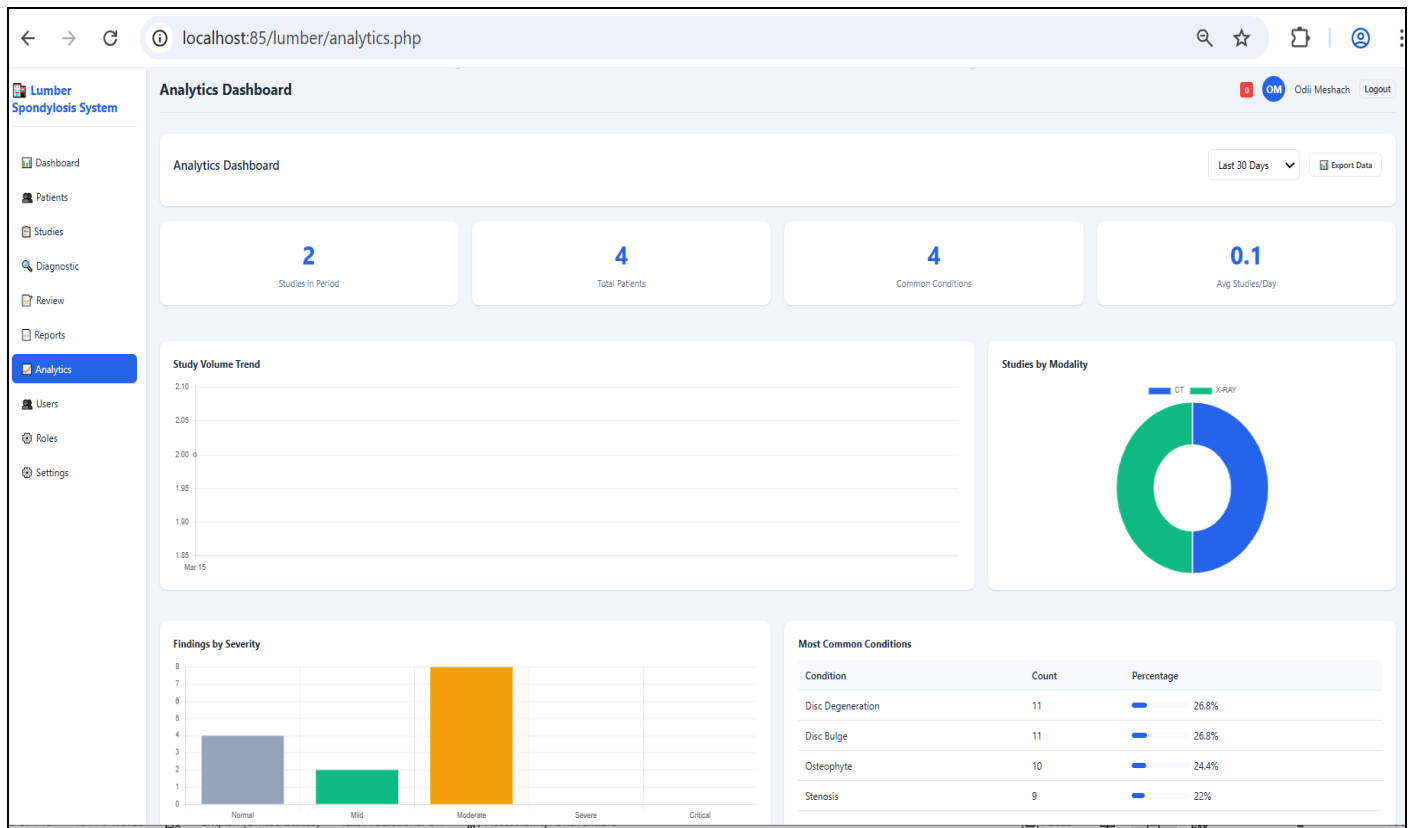 localhost:85/lumber/analytics.php
Lumber
Spondylosis System
Dashboard
Patients
Studies
Diagnostic
Review
Reports
Analytics
Users
Roles
Settings
Analytics Dashboard
0
OM
Odii Meshach
Logout
Analytics Dashboard
Last 30 Days
Export Data
2
Studies in Period
4
Total Patients
4
Common Conditions
0.1
Avg Studies/Day
Study Volume Trend
2.10
2.05
2.00
1.95
1.90
1.85
Mar 15
Studies by Modality
CT X-RAY
Findings by Severity
8
7
6
5
4
3
2
1
0
Normal Mild Moderate Severe Critical
Most Common Conditions
Condition Count Percentage
Disc Degeneration 11 26.8%
Disc Bulge 11 26.8%
Osteophyte 10 24.4%
Stenosis 9 22%